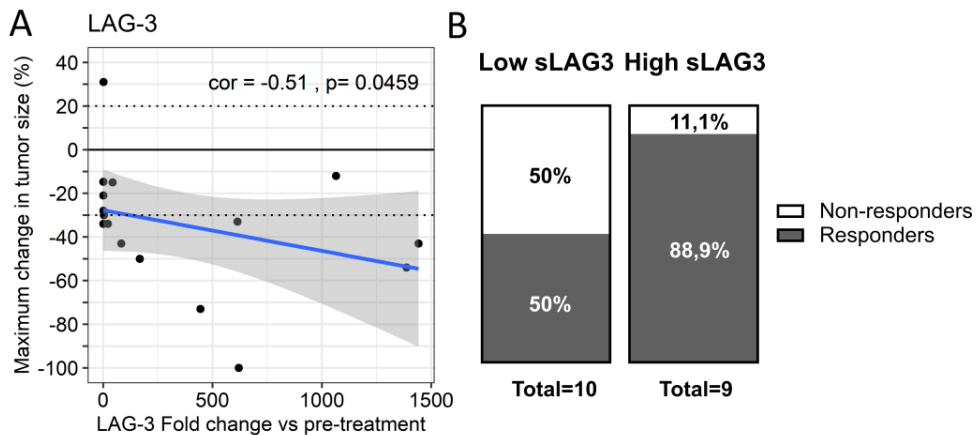 A
LAG-3
Maximum change in tumor size (%)
40
20
0
-20
-40
-60
-80
-100
cor = -0.51 , p= 0.0459
0
500
1000
1500
LAG-3 Fold change vs pre-treatment
B
Low sLAG3
High sLAG3
50%
50%
11,1%
88,9%
Total=10
Total=9
Non-responders
Responders